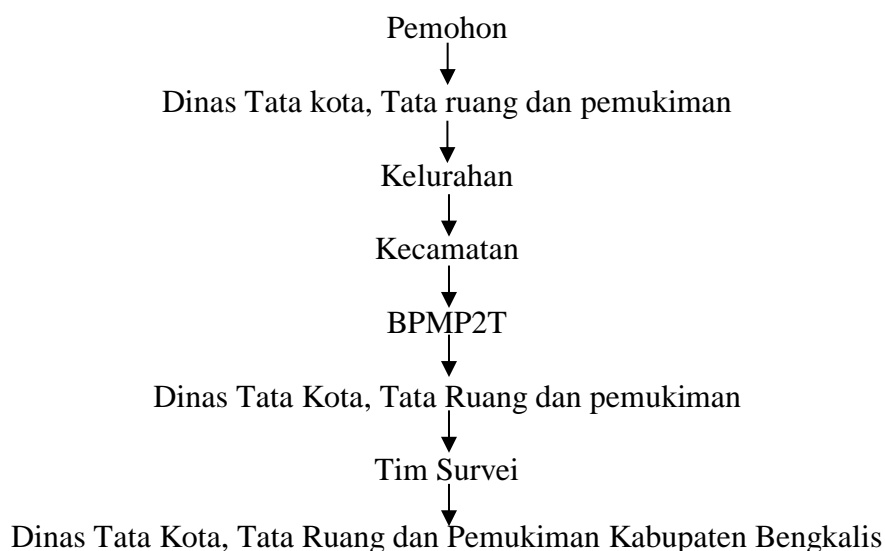 Pemohon
Dinas Tata kota, Tata ruang dan pemukiman
Kelurahan
Kecamatan
BPMP2T
Dinas Tata Kota, Tata Ruang dan pemukiman
Tim Survei
Dinas Tata Kota, Tata Ruang dan Pemukiman Kabupaten Bengkalis